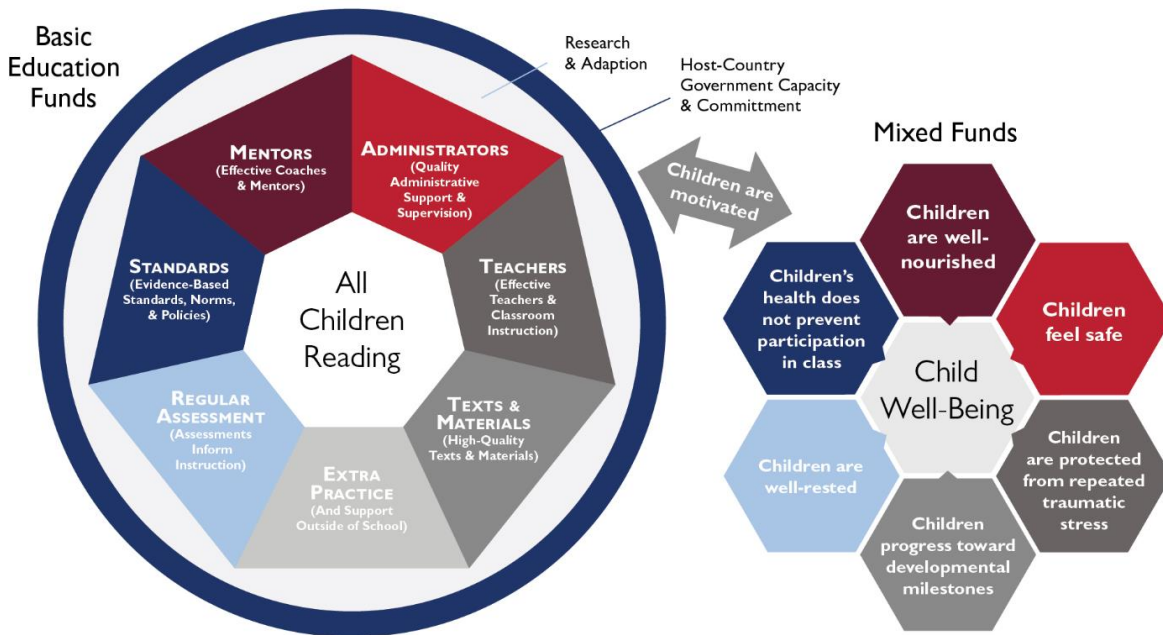 Basic
Education
Funds
Research
& Adaption
Host-Country
Government Capacity
& Committment
MENTORS
(Effective Coaches
& Mentors)
ADMINISTRATORS
(Quality
Administrative
Support &
Supervision)
STANDARDS
(Evidence-Based
Standards, Norms,
& Policies)
All
Children
Reading
TEACHERS
(Effective
Teachers &
Classroom
Instruction)
REGULAR
ASSESSMENT
(Assessments
Inform
Instruction)
EXTRA
PRACTICE
(And Support
Outside of School)
TEXTS &
MATERIALS
(High-Quality
Texts & Materials)
Children are
motivated
Mixed Funds
Children
are well-
nourished
Children's
health does
not prevent
participation
in class
Children
feel safe
Child
Well-Being
Children are
well-rested
Children
are protected
from repeated
traumatic
stress
Children
progress toward
developmental
milestones